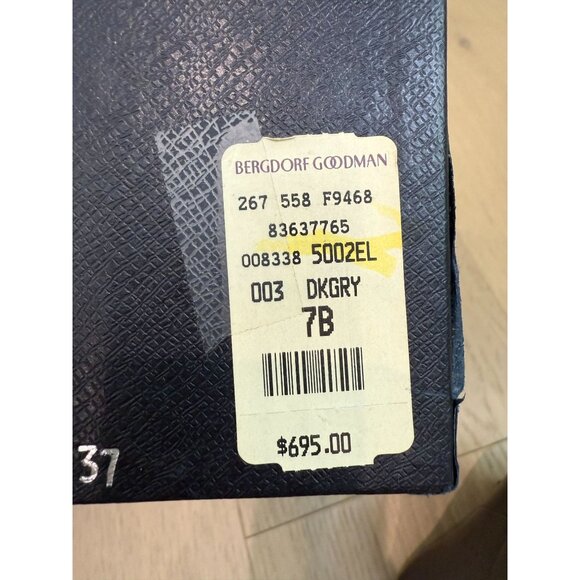 BERGDORF GOODMAN
267 558 F9468
83637765
008338 5002EL
003 DKGRY
7B
$695.00
37